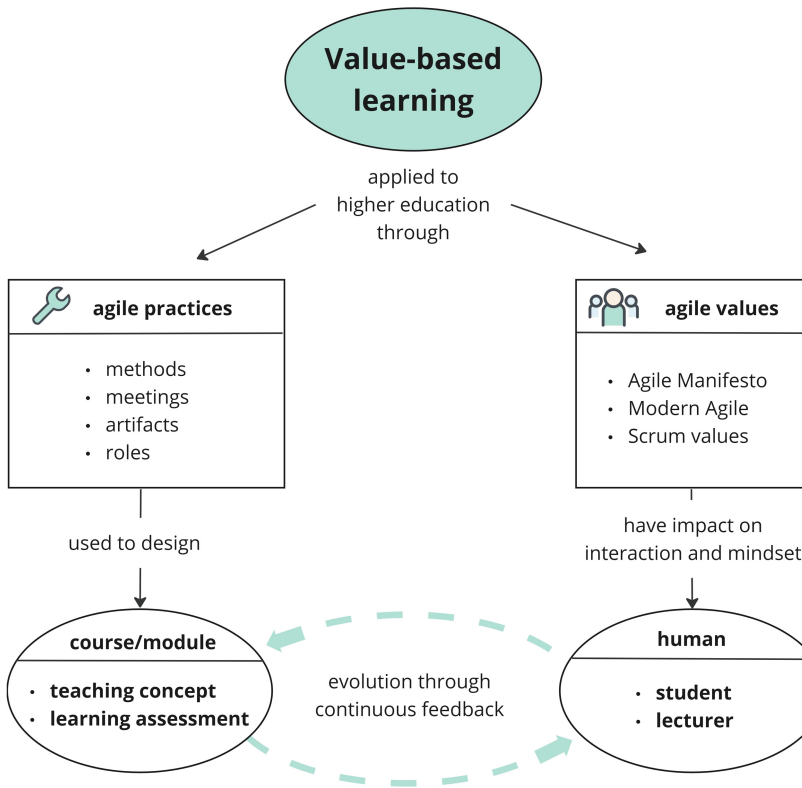 Value-based
learning
applied to
higher education
through
agile practices
• methods
• meetings
• artifacts
• roles
agile values
• Agile Manifesto
• Modern Agile
• Scrum values
used to design
have impact on
interaction and mindset
course/module
• teaching concept
• learning assessment
evolution through
continuous feedback
human
• student
• lecturer